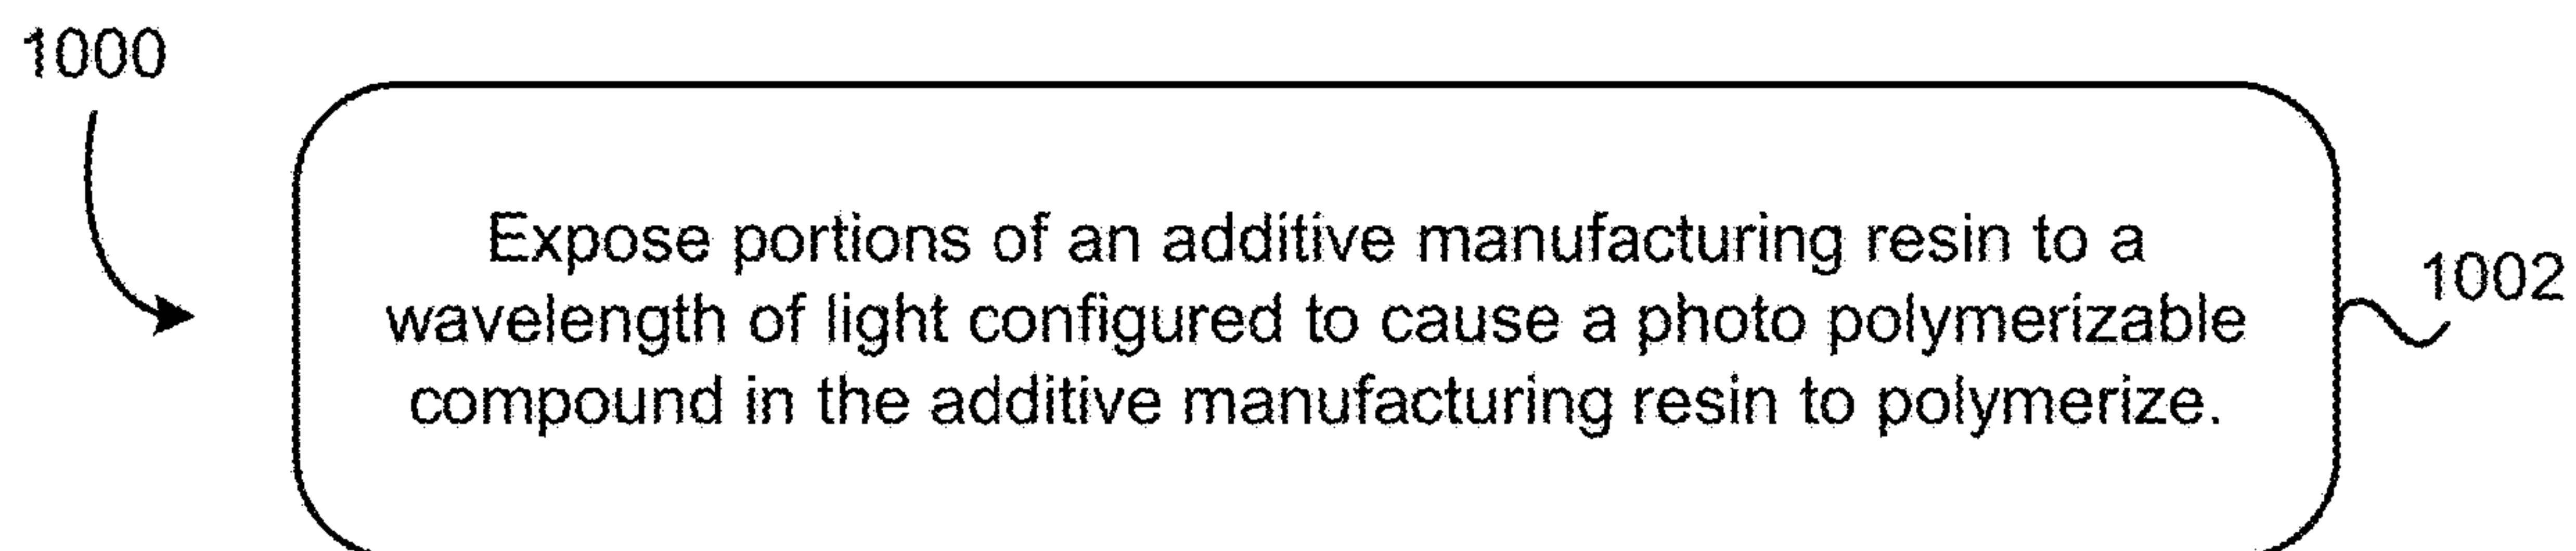 1000
Expose portions of an additive manufacturing resin to a
wavelength of light configured to cause a photo polymerizable
compound in the additive manufacturing resin to polymerize.
1002